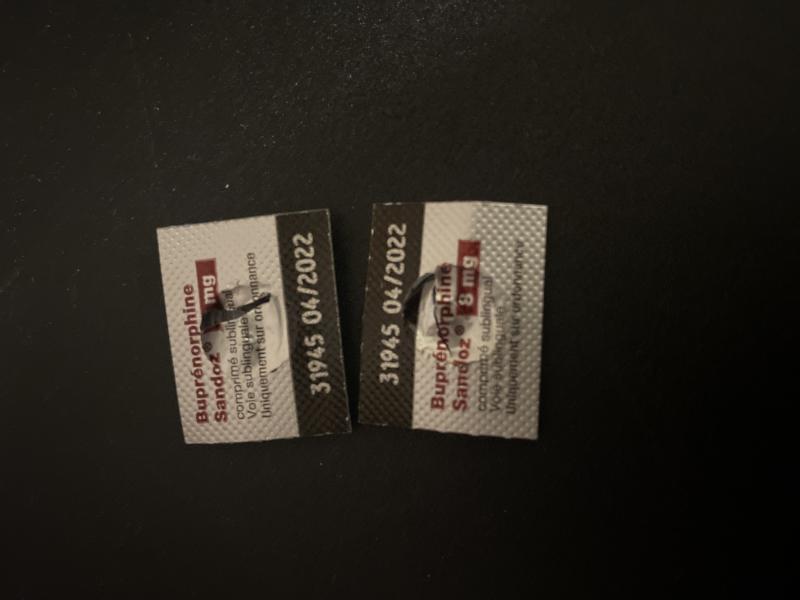 Buprénorphine
Sandoz® mg
comprimé sublingual
Voie sublinguale
Uniquement sur ordonnance
31945 04/2022
31945 04/2022
Buprénorphine
Sandoz® 8 mg
comprimé sublingual
Voie sublinguale
Uniquement sur ordonnance